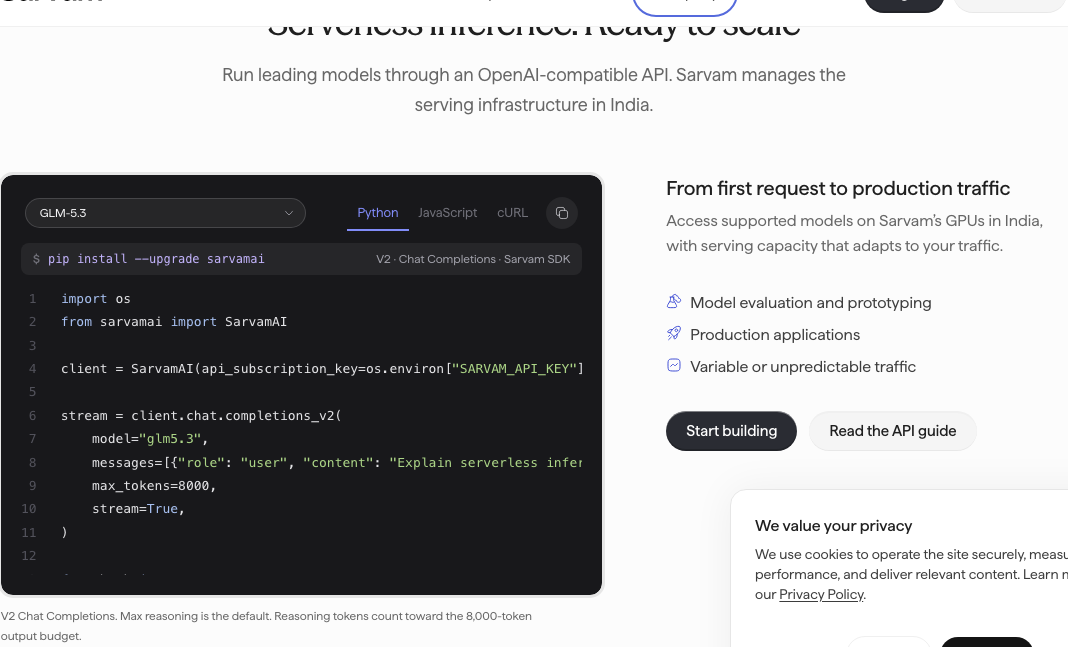 Serverless inference. Ready to scale
Run leading models through an OpenAI-compatible API. Sarvam manages the
serving infrastructure in India.
GLM-5.3
Python JavaScript cURL
$ pip install --upgrade sarvamai
V2 · Chat Completions · Sarvam SDK
1 import os
2 from sarvamai import SarvamAI
3
4 client = SarvamAI(api_subscription_key=os.environ["SARVAM_API_KEY"]
5
6 stream = client.chat.completions_v2(
7 model="glm5.3",
8 messages=[{"role": "user", "content": "Explain serverless infer
9 max_tokens=8000,
10 stream=True,
11 )
12
V2 Chat Completions. Max reasoning is the default. Reasoning tokens count toward the 8,000-token
output budget.
From first request to production traffic
Access supported models on Sarvam's GPUs in India,
with serving capacity that adapts to your traffic.
Model evaluation and prototyping
Production applications
Variable or unpredictable traffic
Start building Read the API guide
We value your privacy
We use cookies to operate the site securely, measu
performance, and deliver relevant content. Learn
our Privacy Policy.